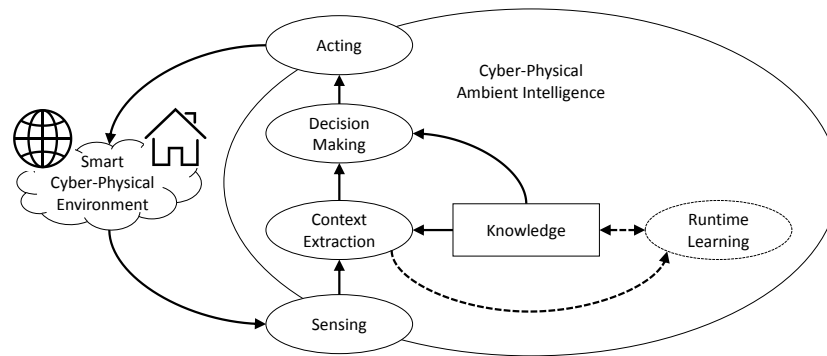 Acting
Cyber-Physical
Ambient Intelligence
Decision
Making
Smart
Cyber-Physical
Environment
Context
Extraction
Knowledge
Runtime
Learning
Sensing